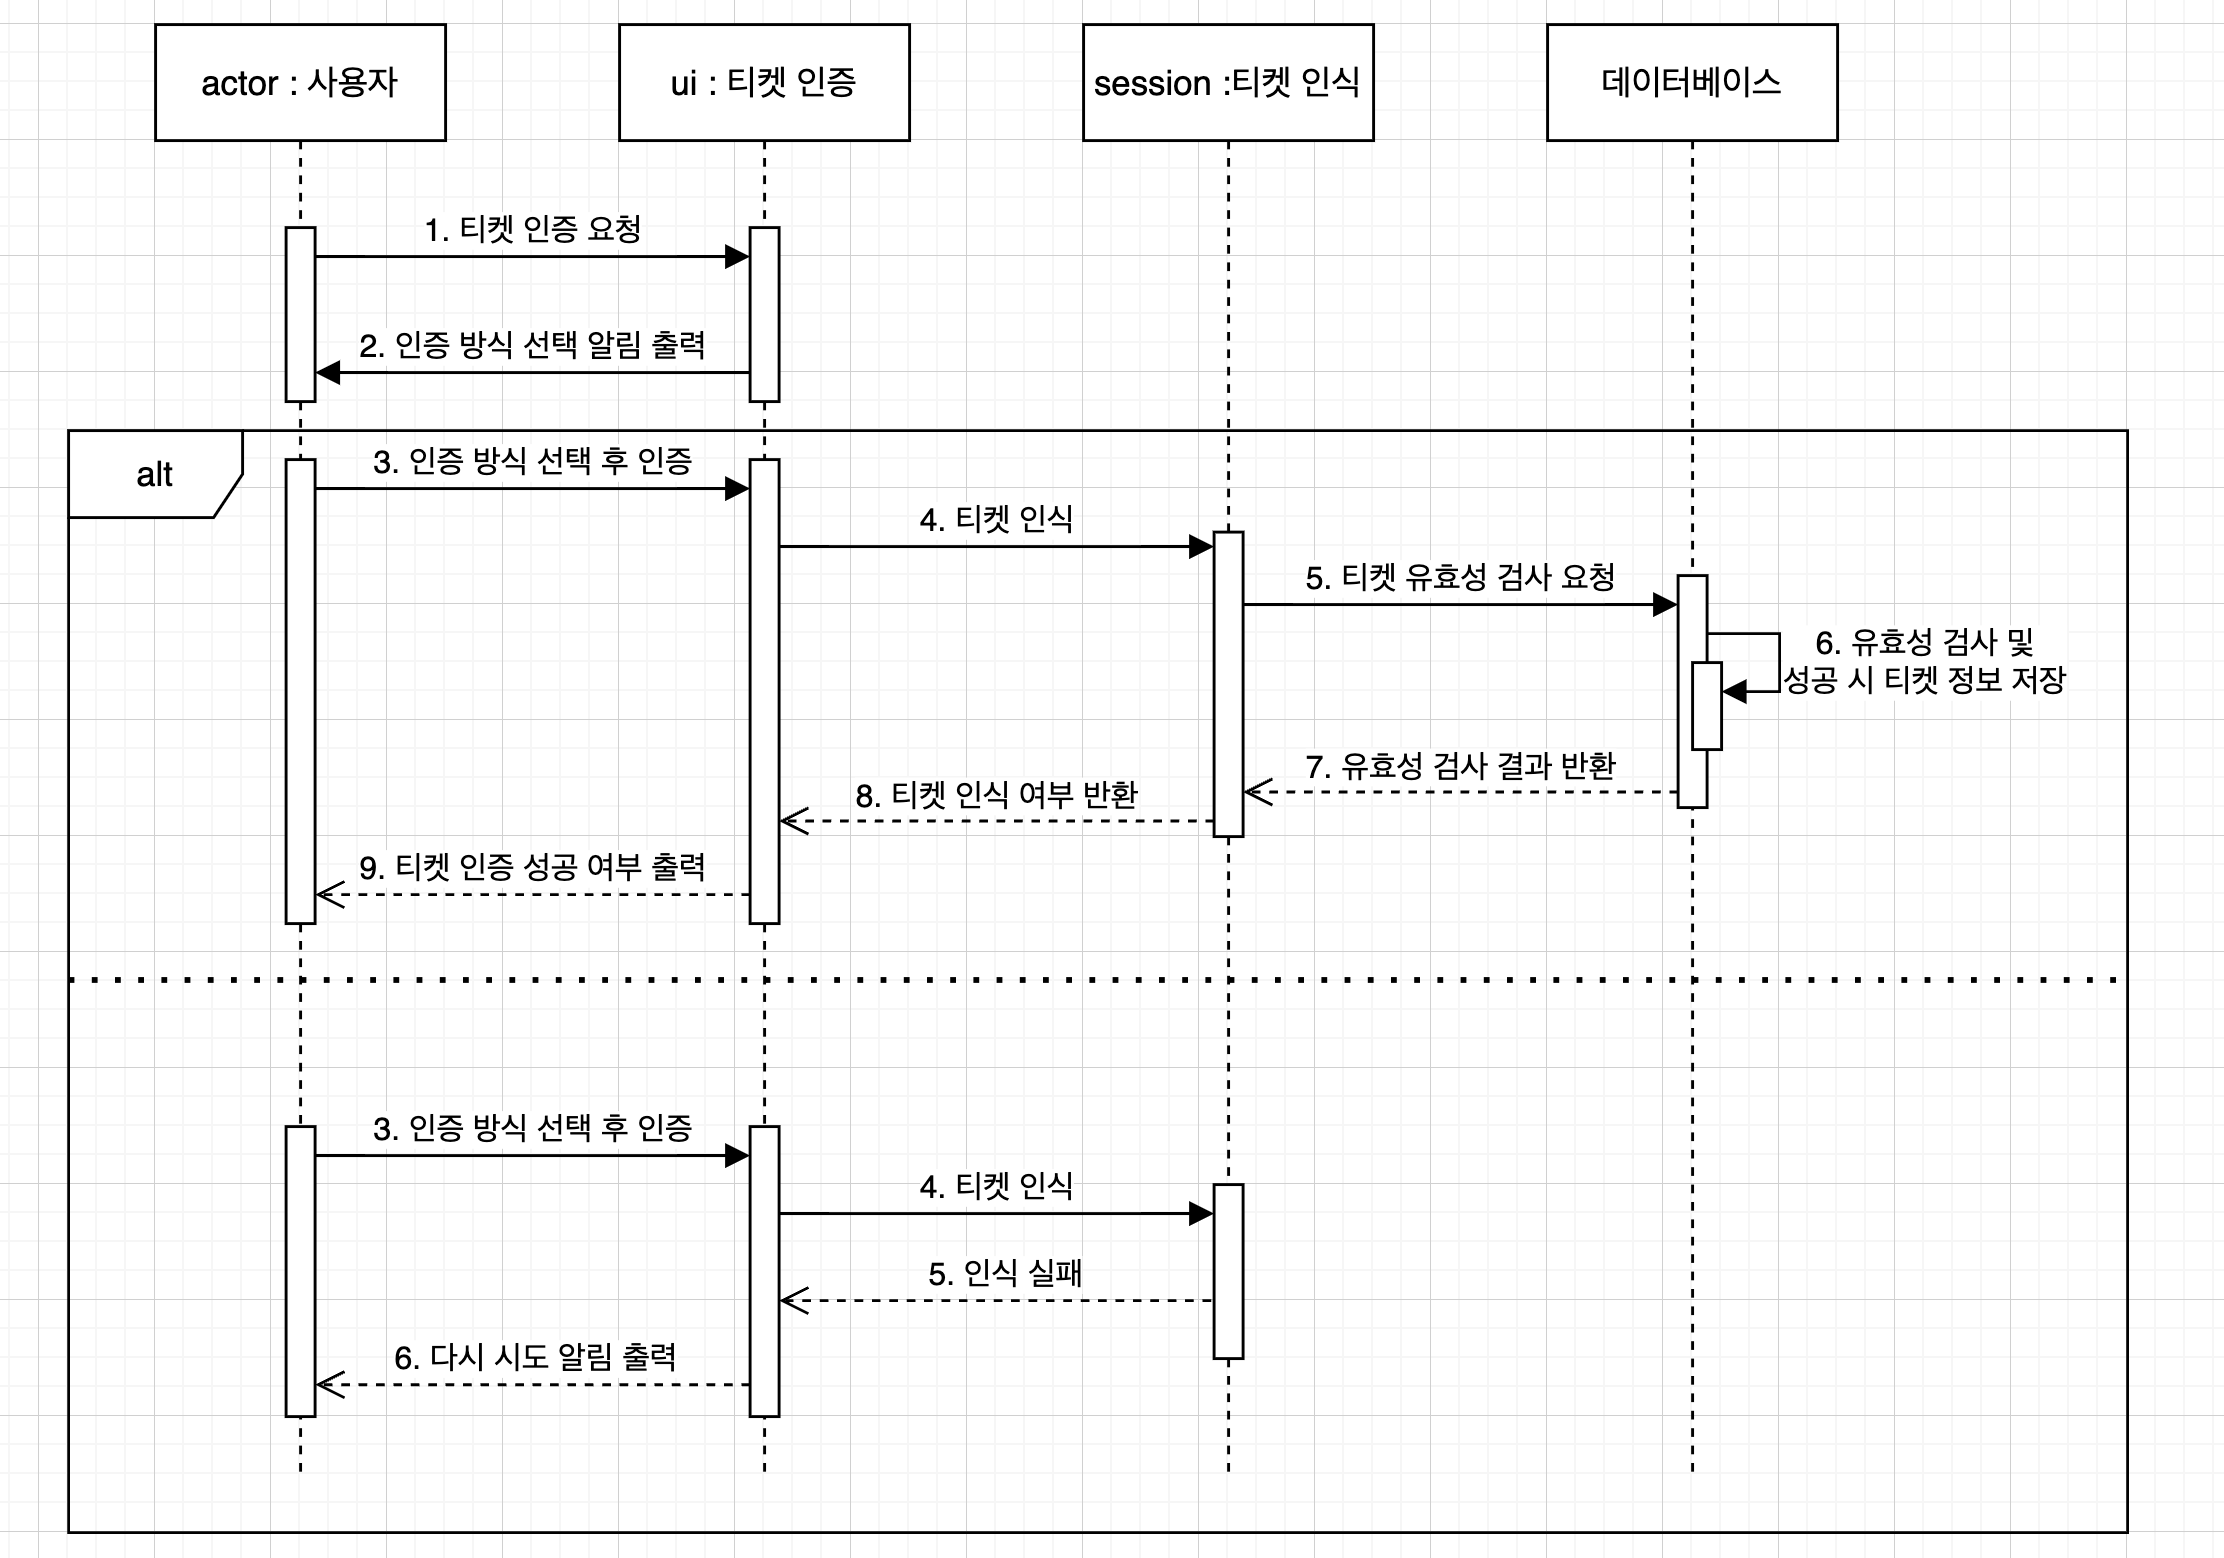 actor : 사용자
ui : 티켓 인증
session :티켓 인식
데이터베이스
1. 티켓 인증 요청
2. 인증 방식 선택 알림 출력
alt
3. 인증 방식 선택 후 인증
4. 티켓 인식
5. 티켓 유효성 검사 요청
6. 유효성 검사 및
성공 시 티켓 정보 저장
7. 유효성 검사 결과 반환
8. 티켓 인식 여부 반환
9. 티켓 인증 성공 여부 출력
3. 인증 방식 선택 후 인증
4. 티켓 인식
5. 인식 실패
6. 다시 시도 알림 출력